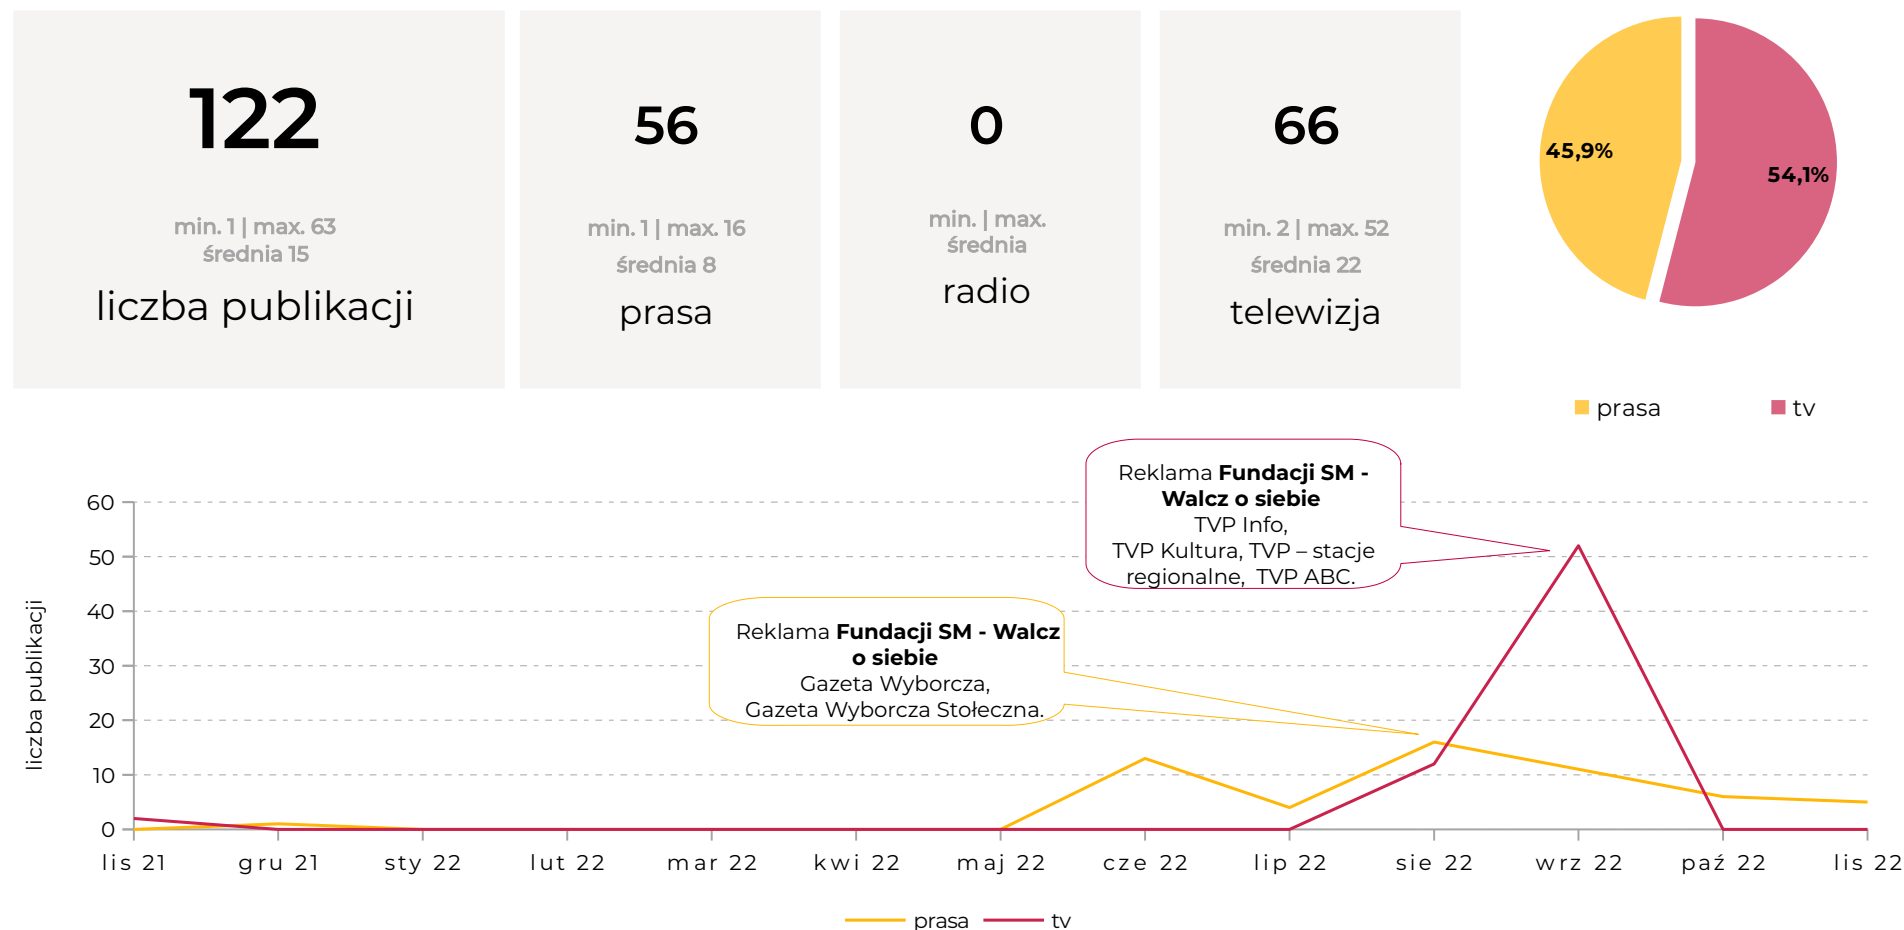 122
min. 1 | max. 63
średnia 15
liczba publikacji
56
min. 1 | max. 16
średnia 8
prasa
0
min. | max.
średnia
radio
66
min. 2 | max. 52
średnia 22
telewizja
45,9%
54,1%
prasa
tv
Reklama Fundacji SM -
Walcz o siebie
TVP Info,
TVP Kultura, TVP – stacje
regionalne, TVP ABC.
Reklama Fundacji SM - Walcz
o siebie
Gazeta Wyborcza,
Gazeta Wyborcza Stołeczna.
liczba publikacji
60
50
40
30
20
10
0
lis 21 gru 21 sty 22 lut 22 mar 22 kwi 22 maj 22 cze 22 lip 22 sie 22 wrz 22 paź 22 lis 22
prasa tv